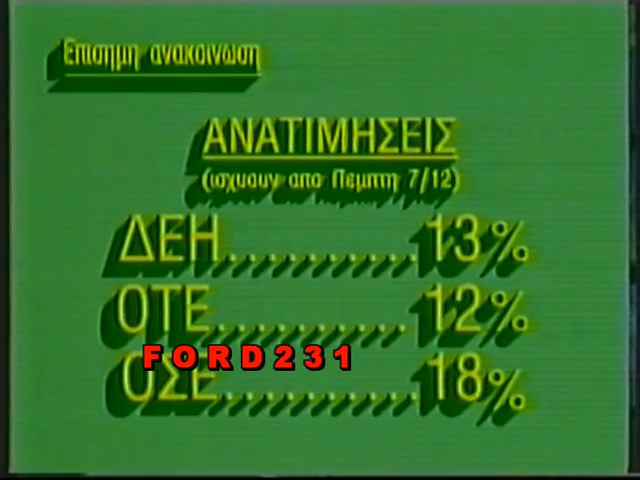 Επισημη ανακοινωση
ΑΝΑΤΙΜΗΣΕΙΣ
(ισχυουν απο Πεμπτη 7/12)
ΔΕΗ...........13%
ΟΤΕ...........12%
FORD231
ΟΣΕ...........18%